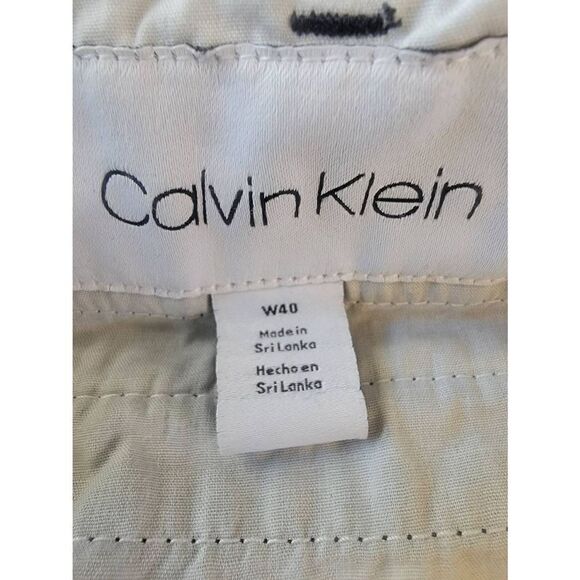 Calvin Klein
W40
Made in
Sri Lanka
Hecho en
Sri Lanka